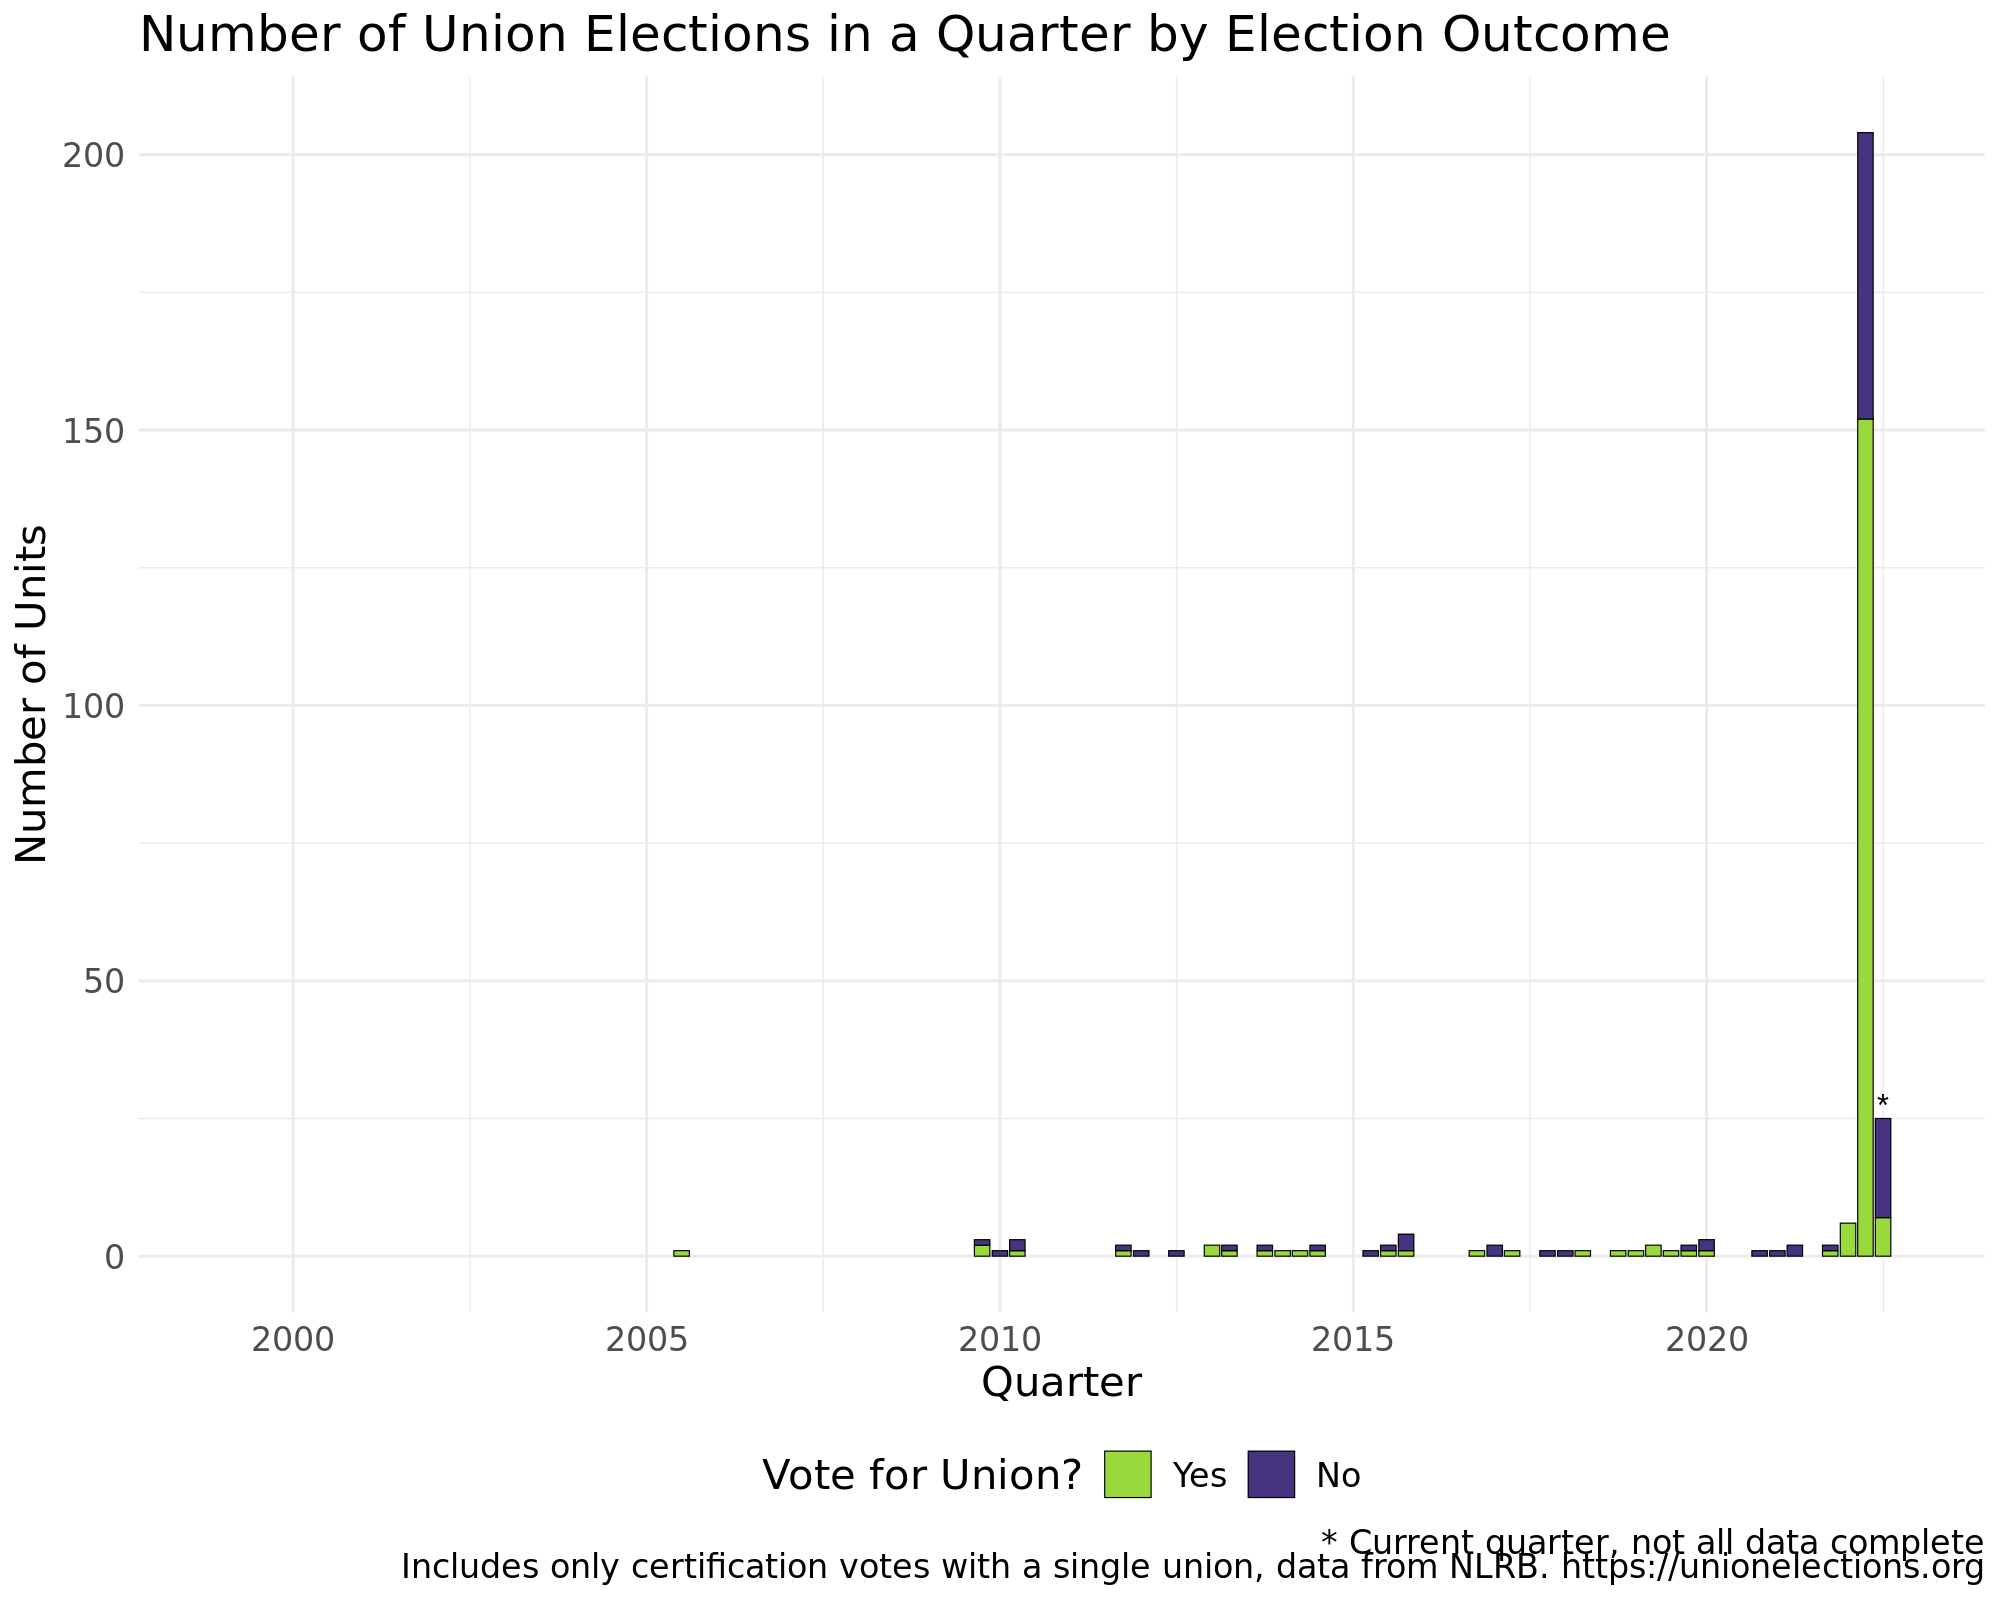 Number of Union Elections in a Quarter by Election Outcome
200
150
100
50
0
Number of Units
*
2000 2005 2010 2015 2020
Quarter
Vote for Union? Yes No
* Current quarter, not all data complete
Includes only certification votes with a single union, data from NLRB. https://unionelections.org